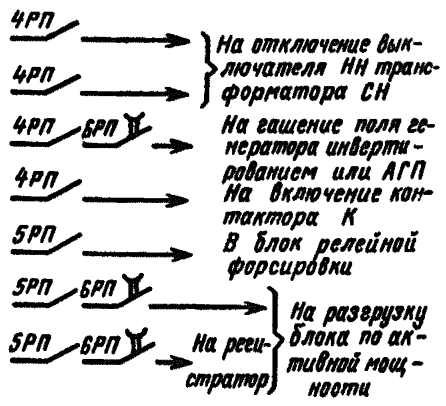 4РП
На отключение вык-
лючателя НН транс-
4РП
форматора СН
4РП 6РП
На гашение поля ге-
нератора инверти-
рованием или АГП
4РП
На включение кон-
тактора К
5РП
В блок релейной
форсировки
5РП 6РП
На разгрузку
блока по ак-
5РП 6РП
На реги-
стратор
тивной мощ-
ности